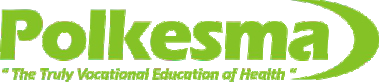 Polkesma
" The Truly Vocational Education of Health "